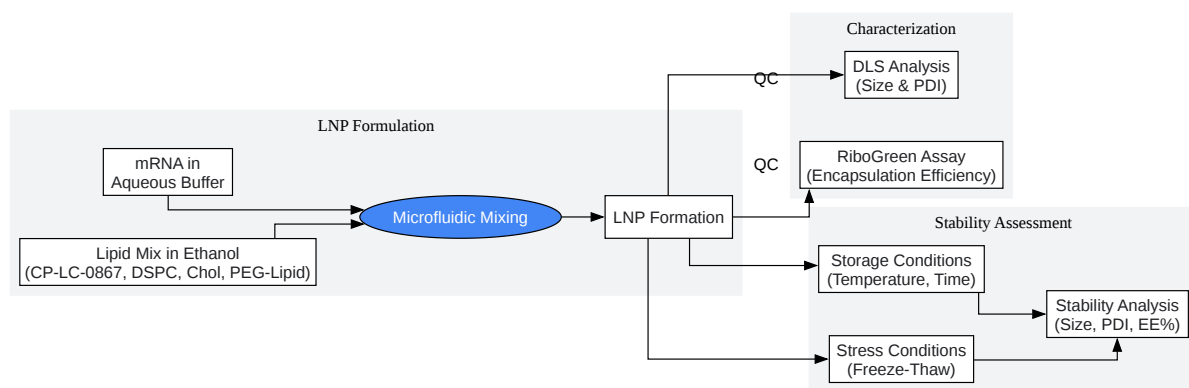 Characterization
DLS Analysis
(Size & PDI)
QC
LNP Formulation
mRNA in
Aqueous Buffer
RiboGreen Assay
(Encapsulation Efficiency)
QC
Microfluidic Mixing
LNP Formation
Lipid Mix in Ethanol
(CP-LC-0867, DSPC, Chol, PEG-Lipid)
Stability Assessment
Storage Conditions
(Temperature, Time)
Stability Analysis
(Size, PDI, EE%)
Stress Conditions
(Freeze-Thaw)